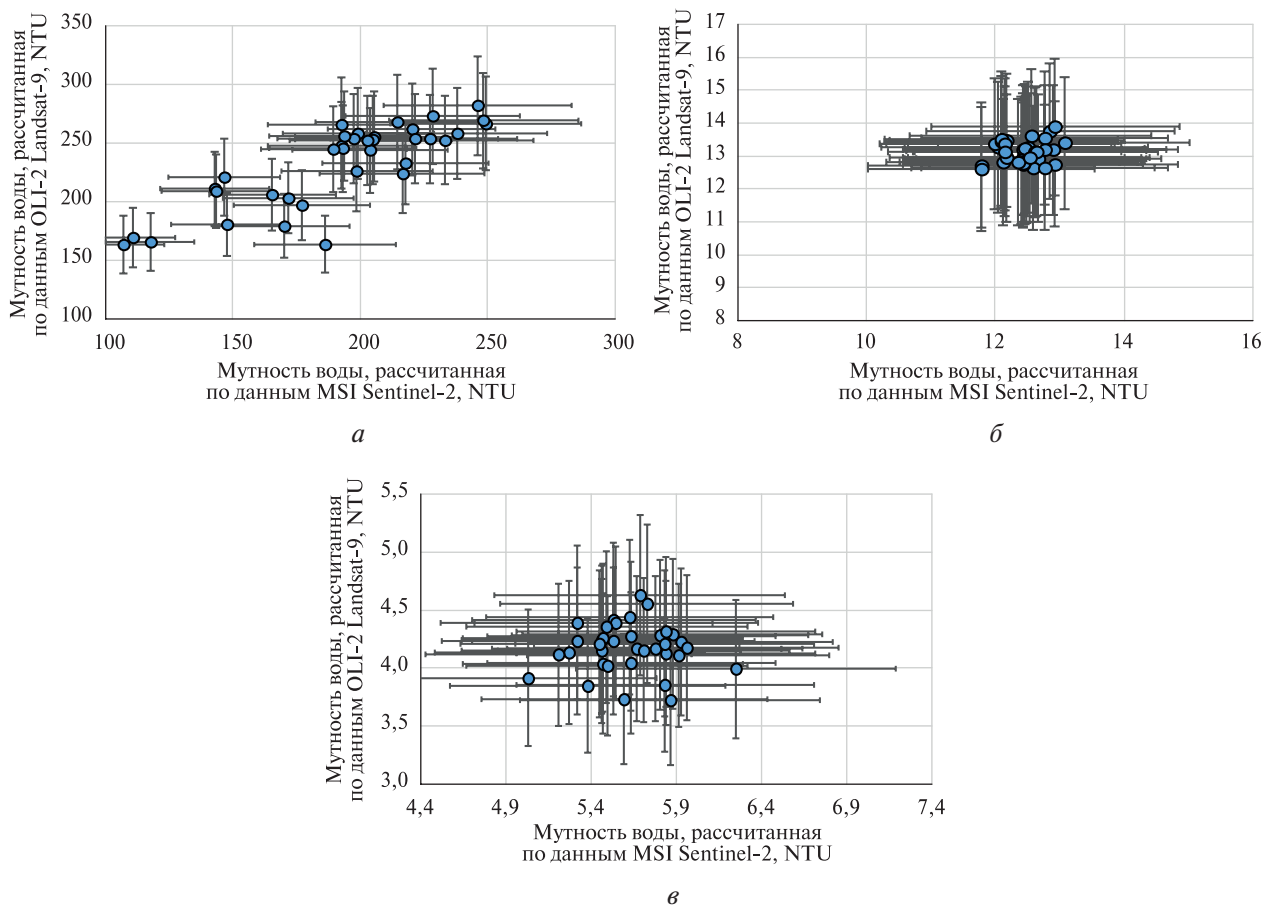 Мутность воды, рассчитанная
по данным OLI-2 Landsat-9, NTU
350
300
250
200
150
100
100 150 200 250 300
Мутность воды, рассчитанная
по данным MSI Sentinel-2, NTU
а
Мутность воды, рассчитанная
по данным OLI-2 Landsat-9, NTU
17
16
15
14
13
12
11
10
9
8
8 10 12 14 16
Мутность воды, рассчитанная
по данным MSI Sentinel-2, NTU
б
Мутность воды, рассчитанная
по данным OLI-2 Landsat-9, NTU
5,5
5,0
4,5
4,0
3,5
3,0
4,4 4,9 5,4 5,9 6,4 6,9 7,4
Мутность воды, рассчитанная
по данным MSI Sentinel-2, NTU
в